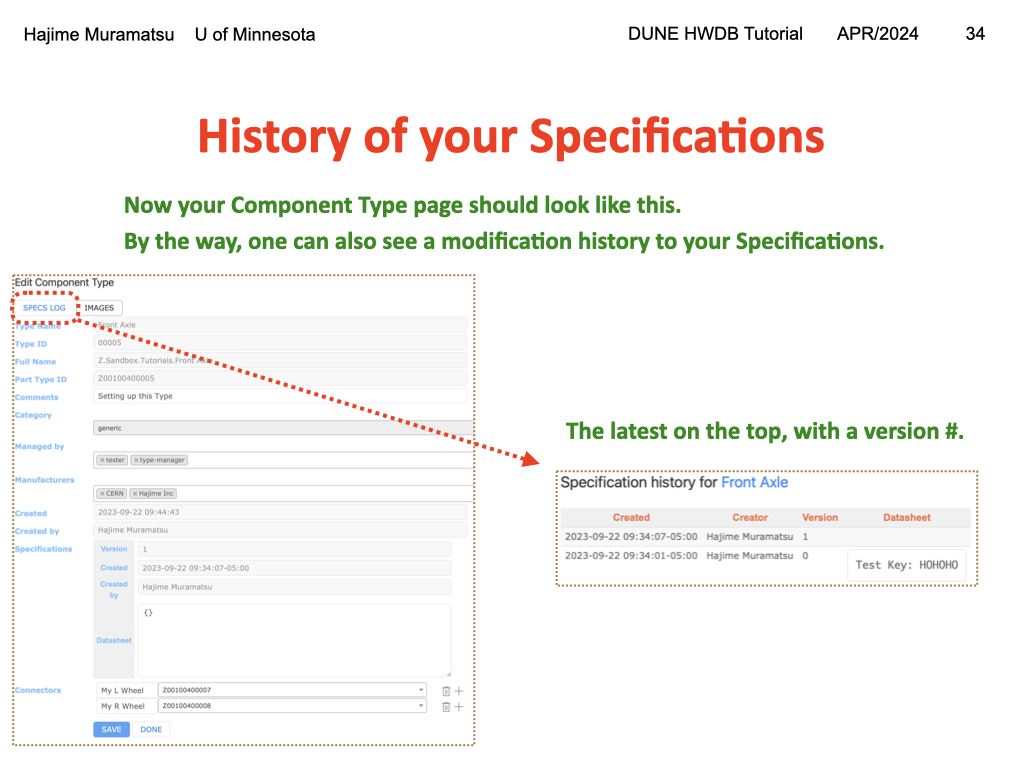 Hajime Muramatsu U of Minnesota DUNE HWDB Tutorial APR/2024 34
History of your Specifications
Now your Component Type page should look like this.
By the way, one can also see a modification history to your Specifications.
Edit Component Type
SPECS LOG IMAGES
Type Name Front Axle
Type ID 00005
Full Name Z.Sandbox.Tutorials.Front Axle
Part Type ID Z00100400005
Comments Setting up this Type
Category
generic
Managed by
× tester × type-manager
Manufacturers
× CERN × Hajime Inc
Created 2023-09-22 09:44:43
Created by Hajime Muramatsu
Specifications Version 1
Created 2023-09-22 09:34:07-05:00
Created by Hajime Muramatsu
Datasheet {}
Connectors My L Wheel Z00100400007
My R Wheel Z00100400008
SAVE DONE
The latest on the top, with a version #.
Specification history for Front Axle
Created Creator Version Datasheet
2023-09-22 09:34:07-05:00 Hajime Muramatsu 1
2023-09-22 09:34:01-05:00 Hajime Muramatsu 0 Test Key: HOHOHO